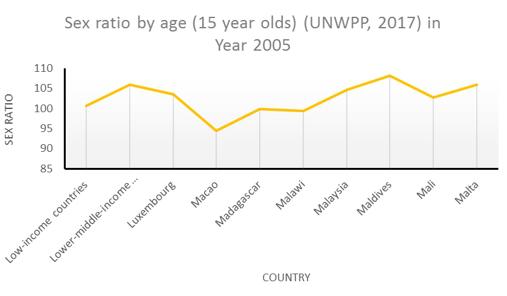 Sex ratio by age (15 year olds) (UNWPP, 2017) in
Year 2005
SEX RATIO
110
105
100
95
90
85
Low-income countries
Lower-middle-income...
Luxembourg
Macao
Madagascar
Malawi
Malaysia
Maldives
Mali
Malta
COUNTRY